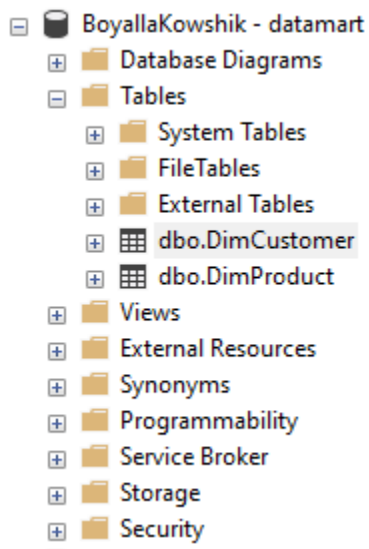 BoyallaKowshik - datamart
Database Diagrams
Tables
System Tables
FileTables
External Tables
dbo.DimCustomer
dbo.DimProduct
Views
External Resources
Synonyms
Programmability
Service Broker
Storage
Security